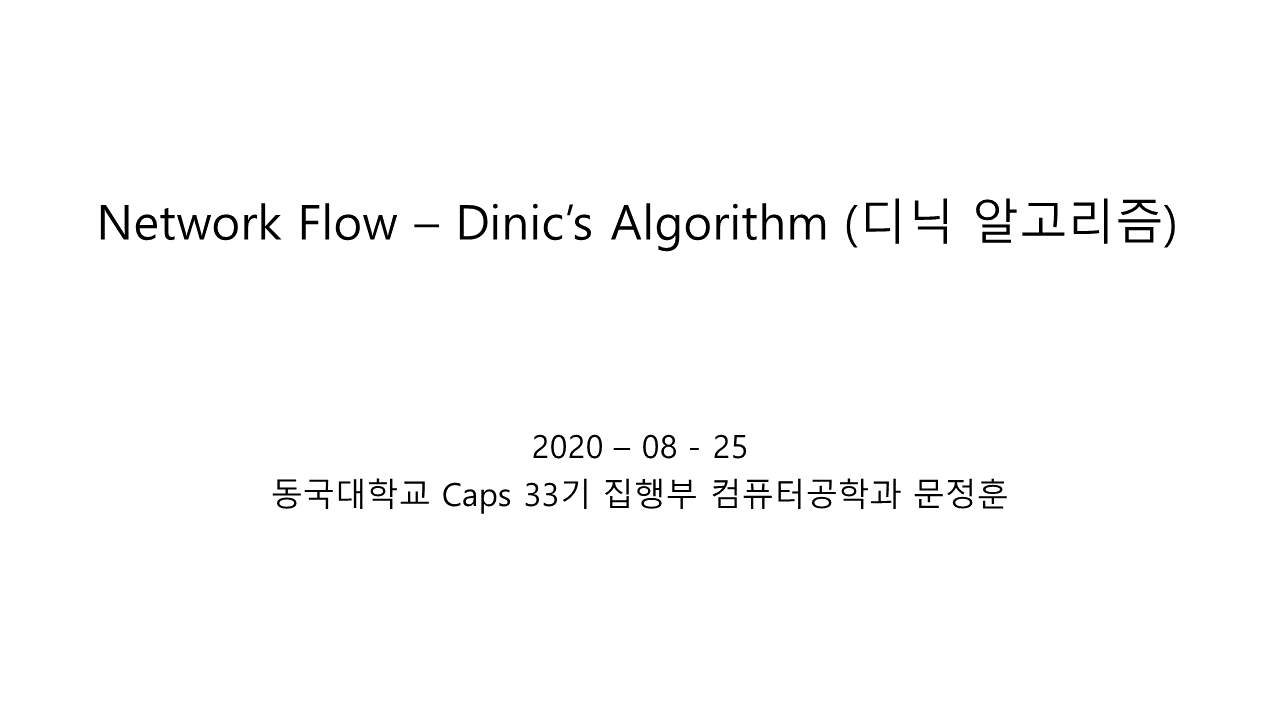 Network Flow – Dinic’s Algorithm (디닉 알고리즘)
2020 – 08 - 25
동국대학교 Caps 33기 집행부 컴퓨터공학과 문정훈